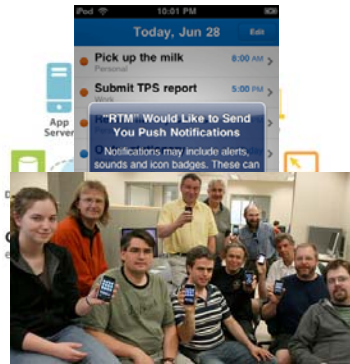 iPod 10:01 PM
Today, Jun 28 Edit
Pick up the milk 8:00 AM
Personal
Submit TPS report 5:00 PM
Work
"RTM" Would Like to Send
You Push Notifications
Notifications may include alerts,
sounds and icon badges. These can
App
Server